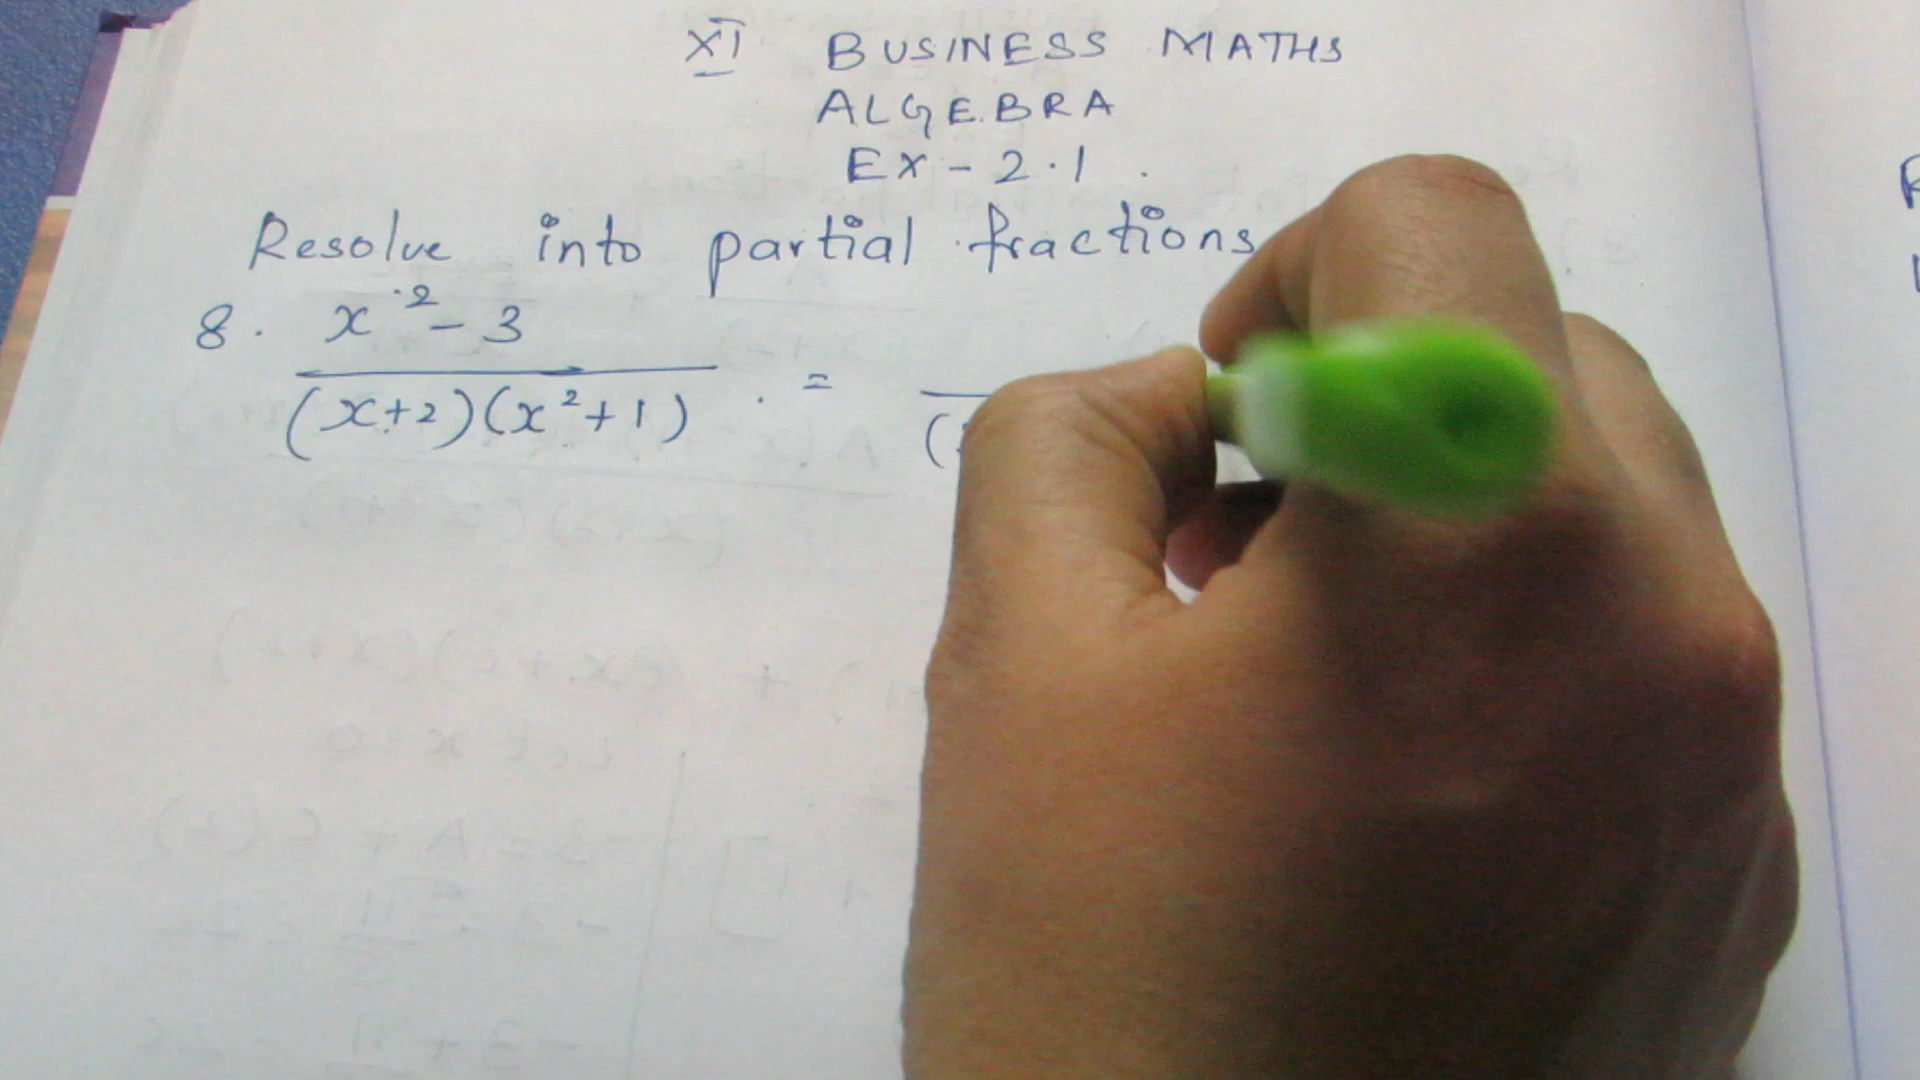 XI BUSINESS MATHS
ALGEBRA
Ex - 2.1
Resolve into partial fractions
8. x² - 3
(x+2)(x²+1) =
(